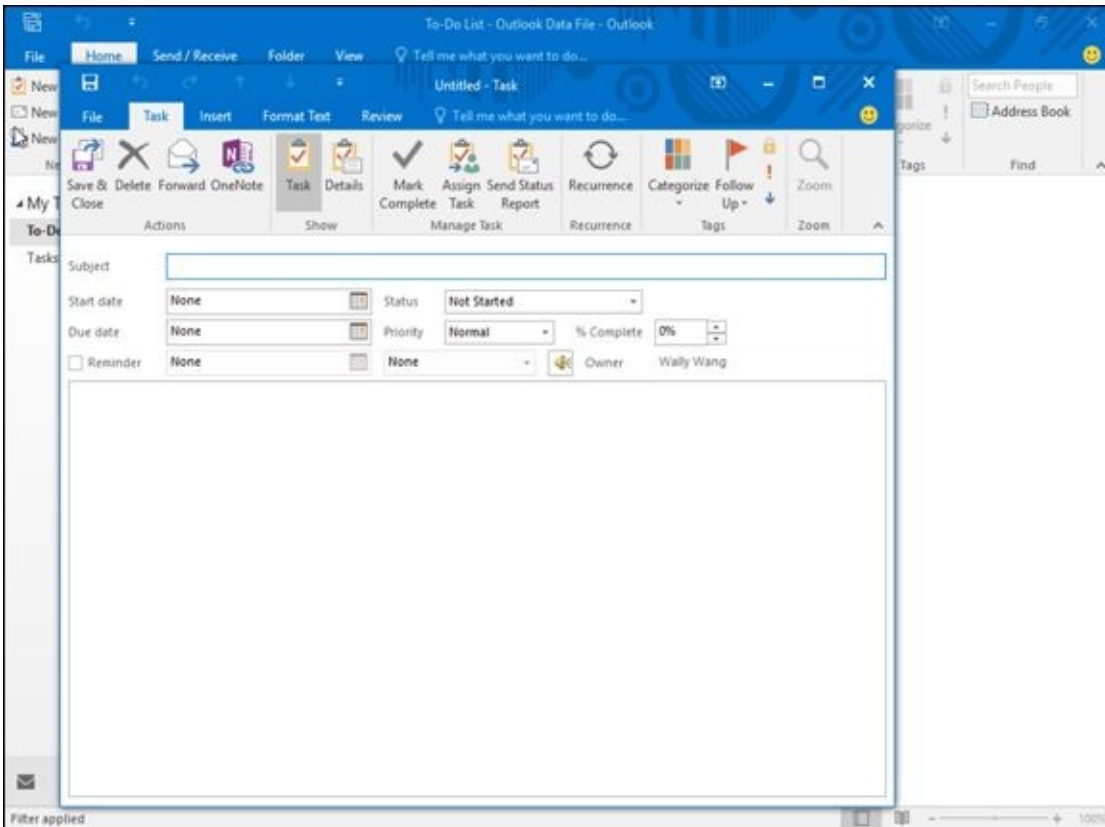 To-Do List - Outlook Data File - Outlook
File Home Send / Receive Folder View Tell me what you want to do...
Untitled - Task
File Task Insert Format Text Review Tell me what you want to do...
New
New
New
Save & Close Delete Forward OneNote
Task Details
Mark Complete Assign Task Send Status Report
Recurrence
Categorize Follow Up
Zoom
Actions Show Manage Task Recurrence Tags Zoom
Search People
Address Book
Tags Find
Tasks
Subject
Start date None Status Not Started
Due date None Priority Normal % Complete 0%
Reminder None None Owner Wally Wang
Filter applied
100%